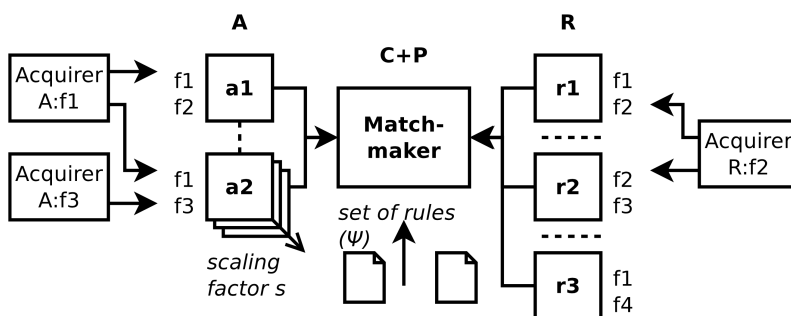 A
C+P
R
Acquirer
A:f1
f1
f2
a1
Match-
maker
r1
f1
f2
Acquirer
A:f3
f1
f3
a2
r2
f2
f3
Acquirer
R:f2
set of rules
(Ψ)
scaling
factor s
r3
f1
f4